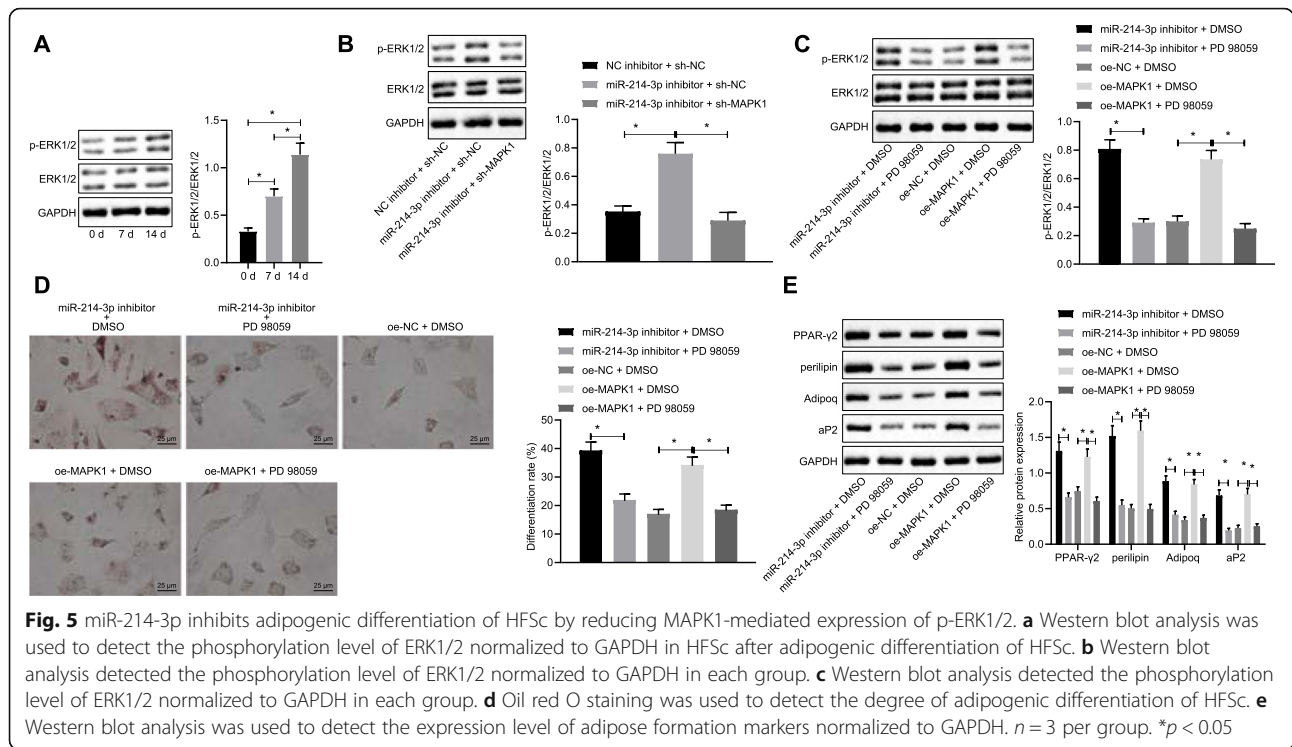 A
p-ERK1/2
ERK1/2
GAPDH
0 d 7 d 14 d
p-ERK1/2/ERK1/2
1.5
1.0
0.5
0.0
* * *
0 d 7 d 14 d
B
p-ERK1/2
ERK1/2
GAPDH
NC inhibitor + sh-NC
miR-214-3p inhibitor + sh-NC
miR-214-3p inhibitor + sh-MAPK1
NC inhibitor + sh-NC
miR-214-3p inhibitor + sh-NC
miR-214-3p inhibitor + sh-MAPK1
p-ERK1/2/ERK1/2
1.0
0.8
0.6
0.4
0.2
0.0
* *
C
p-ERK1/2
ERK1/2
GAPDH
miR-214-3p inhibitor + DMSO
miR-214-3p inhibitor + PD 98059
oe-NC + DMSO
oe-MAPK1 + DMSO
oe-MAPK1 + PD 98059
miR-214-3p inhibitor + DMSO
miR-214-3p inhibitor + PD 98059
oe-NC + DMSO
oe-MAPK1 + DMSO
oe-MAPK1 + PD 98059
p-ERK1/2/ERK1/2
1.0
0.8
0.6
0.4
0.2
0.0
* * *
D
miR-214-3p inhibitor
+
DMSO
miR-214-3p inhibitor
+
PD 98059
oe-NC + DMSO
25 μm
25 μm
25 μm
oe-MAPK1 + DMSO
oe-MAPK1 + PD 98059
25 μm
25 μm
miR-214-3p inhibitor + DMSO
miR-214-3p inhibitor + PD 98059
oe-NC + DMSO
oe-MAPK1 + DMSO
oe-MAPK1 + PD 98059
Differentiation rate (%)
50
40
30
20
10
0
* * *
E
PPAR-γ2
perilipin
Adipoq
aP2
GAPDH
miR-214-3p inhibitor + DMSO
miR-214-3p inhibitor + PD 98059
oe-NC + DMSO
oe-MAPK1 + DMSO
oe-MAPK1 + PD 98059
miR-214-3p inhibitor + DMSO
miR-214-3p inhibitor + PD 98059
oe-NC + DMSO
oe-MAPK1 + DMSO
oe-MAPK1 + PD 98059
Relative protein expression
2.0
1.5
1.0
0.5
0.0
* * * * * * * * * * * *
PPAR-γ2 perilipin Adipoq aP2
Fig. 5 miR-214-3p inhibits adipogenic differentiation of HFSc by reducing MAPK1-mediated expression of p-ERK1/2. a Western blot analysis was
used to detect the phosphorylation level of ERK1/2 normalized to GAPDH in HFSc after adipogenic differentiation of HFSc. b Western blot
analysis detected the phosphorylation level of ERK1/2 normalized to GAPDH in each group. c Western blot analysis detected the phosphorylation
level of ERK1/2 normalized to GAPDH in each group. d Oil red O staining was used to detect the degree of adipogenic differentiation of HFSc. e
Western blot analysis was used to detect the expression level of adipose formation markers normalized to GAPDH. n = 3 per group. *p < 0.05